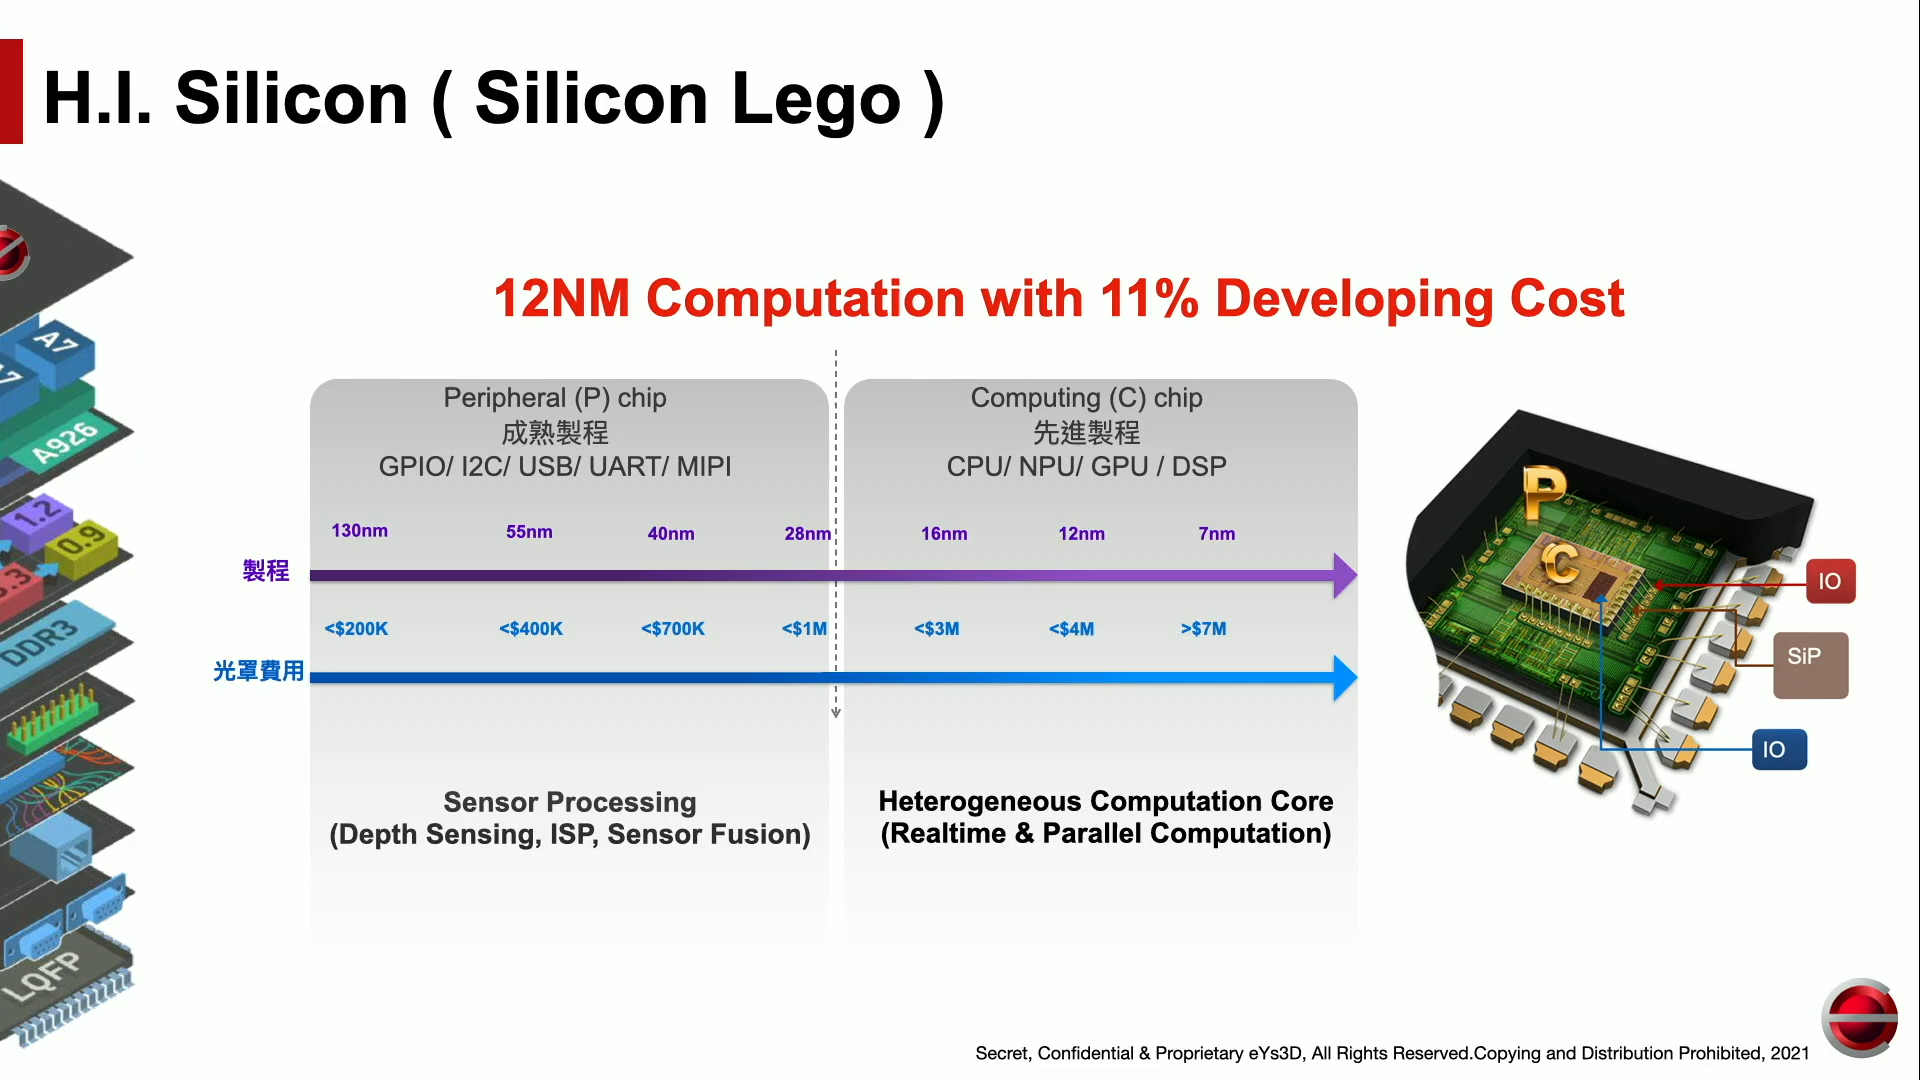 H.I. Silicon ( Silicon Lego )
12NM Computation with 11% Developing Cost
Peripheral (P) chip
成熟製程
GPIO/ I2C/ USB/ UART/ MIPI
Computing (C) chip
先進製程
CPU/ NPU/ GPU / DSP
130nm 55nm 40nm 28nm 16nm 12nm 7nm
製程
<$200K <$400K <$700K <$1M <$3M <$4M >$7M
光罩費用
Sensor Processing
(Depth Sensing, ISP, Sensor Fusion)
Heterogeneous Computation Core
(Realtime & Parallel Computation)
P
C
IO
SiP
IO
A7
A926
1.2
0.9
DDR3
LQFP
Secret, Confidential & Proprietary eYs3D, All Rights Reserved.Copying and Distribution Prohibited, 2021